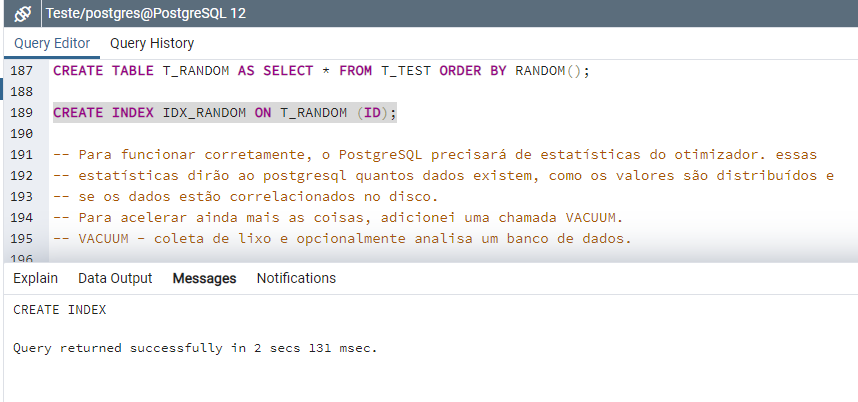 Teste/postgres@PostgreSQL 12
Query Editor Query History
187 CREATE TABLE T_RANDOM AS SELECT * FROM T_TEST ORDER BY RANDOM();
188
189 CREATE INDEX IDX_RANDOM ON T_RANDOM (ID);
190
191 -- Para funcionar corretamente, o PostgreSQL precisará de estatísticas do otimizador. essas
192 -- estatísticas dirão ao postgresql quantos dados existem, como os valores são distribuídos e
193 -- se os dados estão correlacionados no disco.
194 -- Para acelerar ainda mais as coisas, adicionei uma chamada VACUUM.
195 -- VACUUM - coleta de lixo e opcionalmente analisa um banco de dados.
196
Explain Data Output Messages Notifications
CREATE INDEX
Query returned successfully in 2 secs 131 msec.